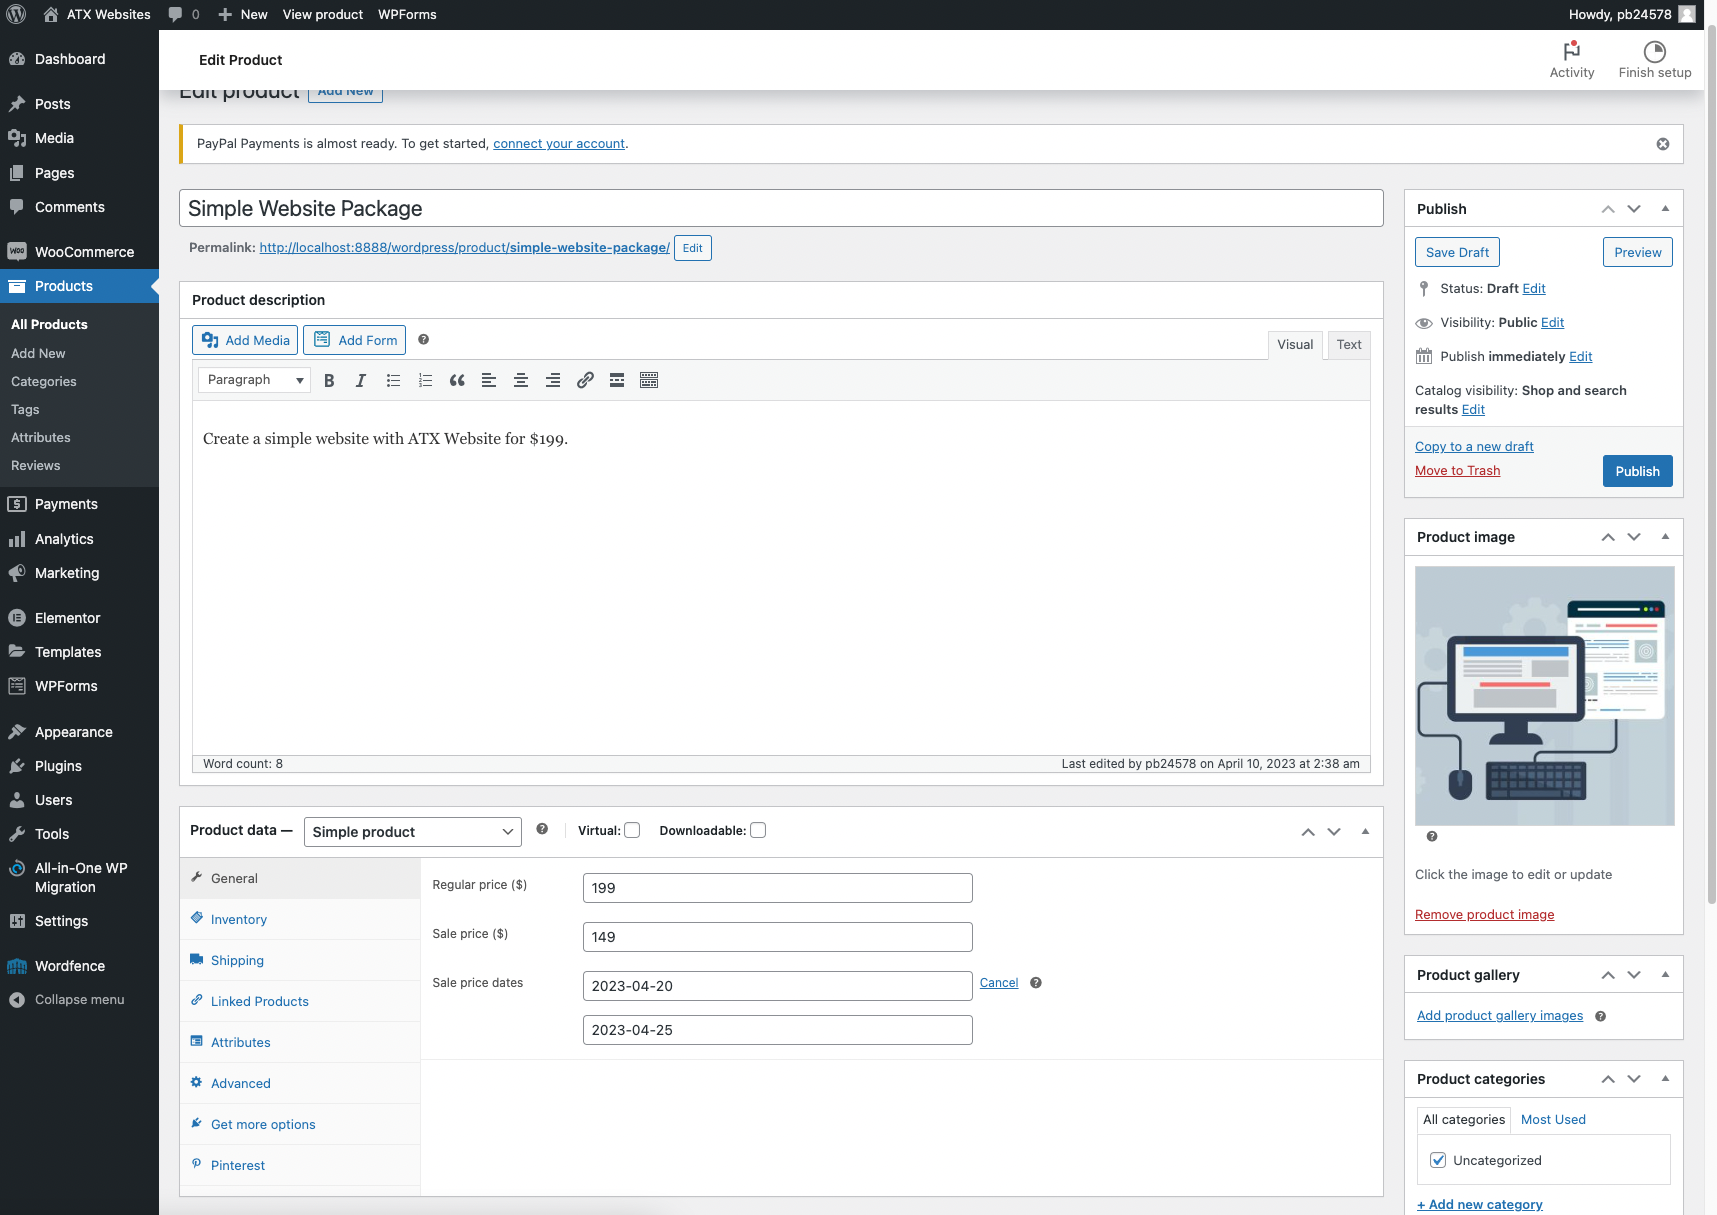 ATX Websites 0 New View product WPForms Howdy, pb24578
Dashboard
Posts
Media
Pages
Comments
WOO WooCommerce
Products
All Products
Add New
Categories
Tags
Attributes
Reviews
Payments
Analytics
Marketing
Elementor
Templates
WPForms
Appearance
Plugins
Users
Tools
All-in-One WP
Migration
Settings
Wordfence
Collapse menu
Edit Product
Activity
Finish setup
Edit product Add New
PayPal Payments is almost ready. To get started, connect your account.
Simple Website Package
Permalink: http://localhost:8888/wordpress/product/simple-website-package/ Edit
Product description
Add Media Add Form
Visual Text
Paragraph
Create a simple website with ATX Website for $199.
Word count: 8 Last edited by pb24578 on April 10, 2023 at 2:38 am
Product data — Simple product Virtual: Downloadable:
General
Inventory
Shipping
Linked Products
Attributes
Advanced
Get more options
Pinterest
Regular price ($) 199
Sale price ($) 149
Sale price dates 2023-04-20 Cancel
2023-04-25
Publish
Save Draft Preview
Status: Draft Edit
Visibility: Public Edit
Publish immediately Edit
Catalog visibility: Shop and search
results Edit
Copy to a new draft
Move to Trash Publish
Product image
Click the image to edit or update
Remove product image
Product gallery
Add product gallery images
Product categories
All categories Most Used
Uncategorized
+ Add new category